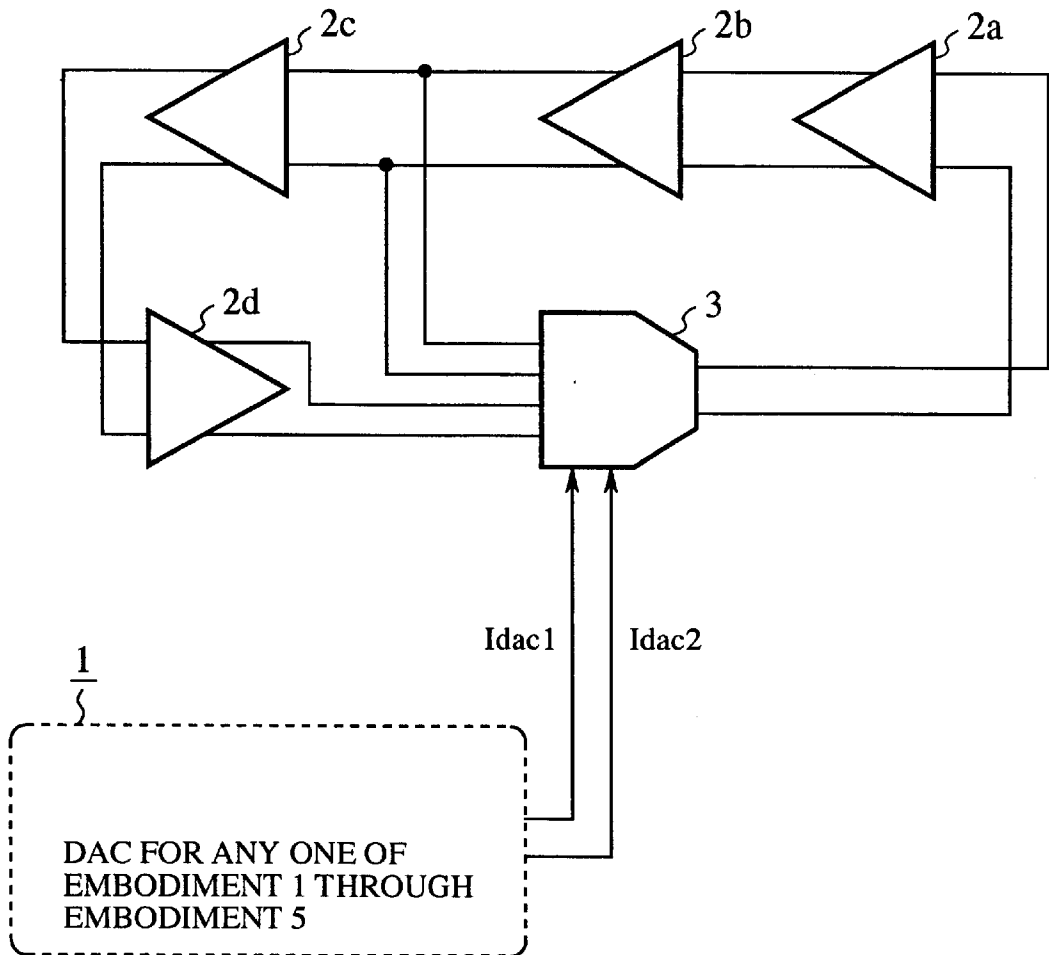 2c
2b
2a
2d
3
Idac1
Idac2
1
DAC FOR ANY ONE OF
EMBODIMENT 1 THROUGH
EMBODIMENT 5